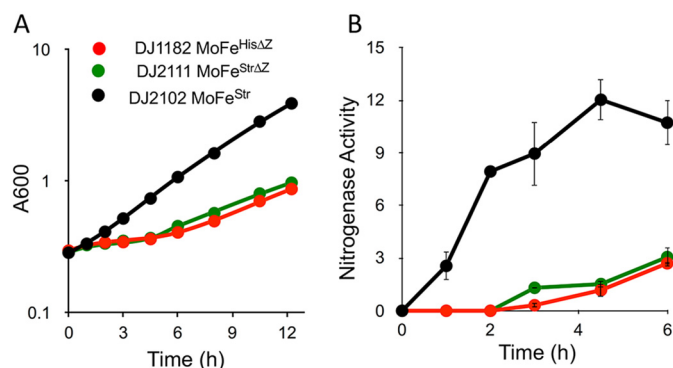 A
B
10
1
0.1
A600
DJ1182 MoFeHisΔZ
DJ2111 MoFeStrΔZ
DJ2102 MoFeStr
0 3 6 9 12
Time (h)
15
12
9
6
3
0
Nitrogenase Activity
0 2 4 6
Time (h)